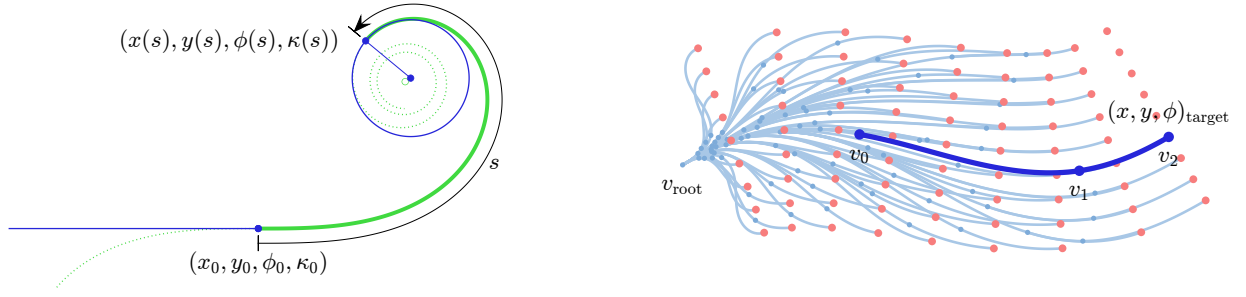 (x(s), y(s), ϕ(s), κ(s))
s
(x₀, y₀, ϕ₀, κ₀)
(x, y, ϕ)target
v₀
v₂
v₁
vroot